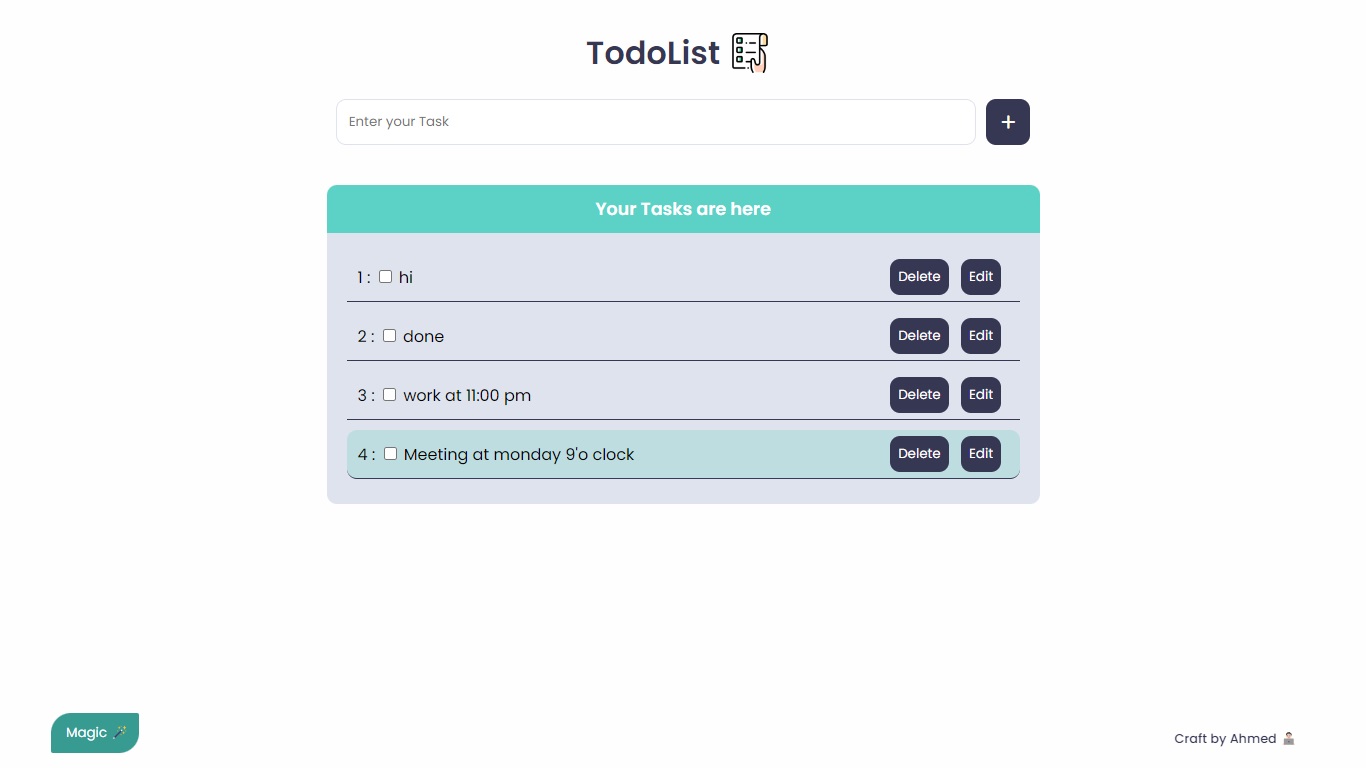 TodoList
Enter your Task
+
Your Tasks are here
1 : hi Delete Edit
2 : done Delete Edit
3 : work at 11:00 pm Delete Edit
4 : Meeting at monday 9'o clock Delete Edit
Magic
Craft by Ahmed